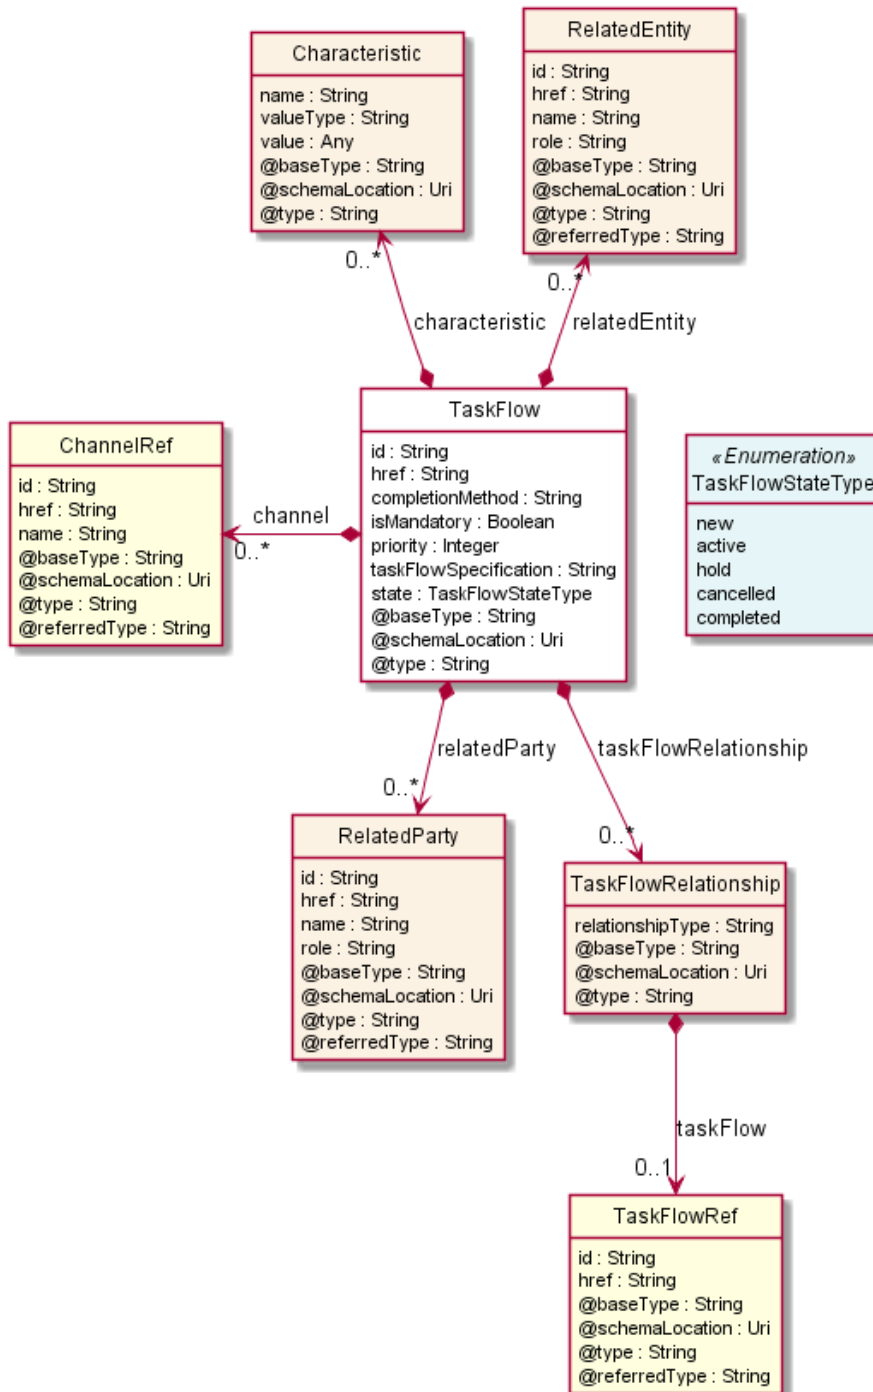 Characteristic
name : String
valueType : String
value : Any
@baseType : String
@schemaLocation : Uri
@type : String
RelatedEntity
id : String
href : String
name : String
role : String
@baseType : String
@schemaLocation : Uri
@type : String
@referredType : String
0..*
0..*
characteristic
relatedEntity
ChannelRef
id : String
href : String
name : String
@baseType : String
@schemaLocation : Uri
@type : String
@referredType : String
channel
0..*
TaskFlow
id : String
href : String
completionMethod : String
isMandatory : Boolean
priority : Integer
taskFlowSpecification : String
state : TaskFlowStateType
@baseType : String
@schemaLocation : Uri
@type : String
«Enumeration»
TaskFlowStateType
new
active
hold
cancelled
completed
relatedParty
taskFlowRelationship
0..*
0..*
RelatedParty
id : String
href : String
name : String
role : String
@baseType : String
@schemaLocation : Uri
@type : String
@referredType : String
TaskFlowRelationship
relationshipType : String
@baseType : String
@schemaLocation : Uri
@type : String
taskFlow
0..1
TaskFlowRef
id : String
href : String
@baseType : String
@schemaLocation : Uri
@type : String
@referredType : String